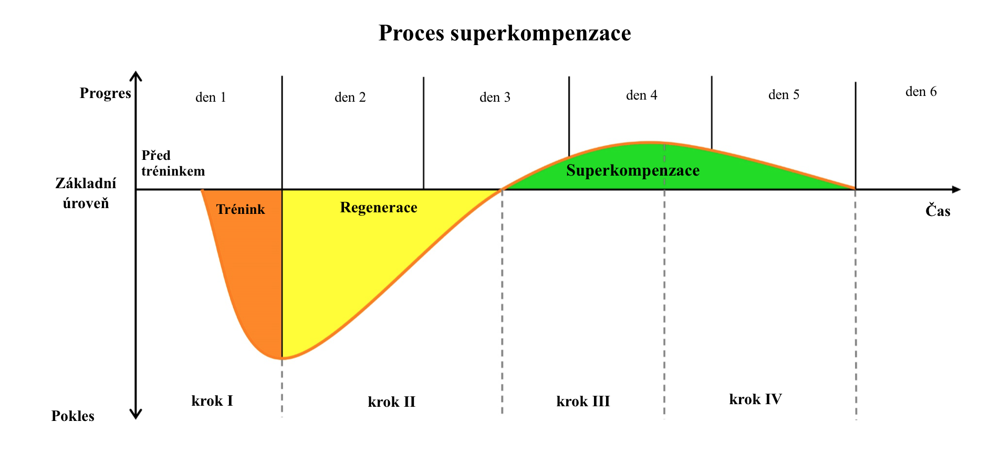 Proces superkompenzace
Progres
den 1
den 2
den 3
den 4
den 5
den 6
Před
tréninkem
Základní
úroveň
Trénink
Regenerace
Superkompenzace
Čas
krok I
krok II
krok III
krok IV
Pokles